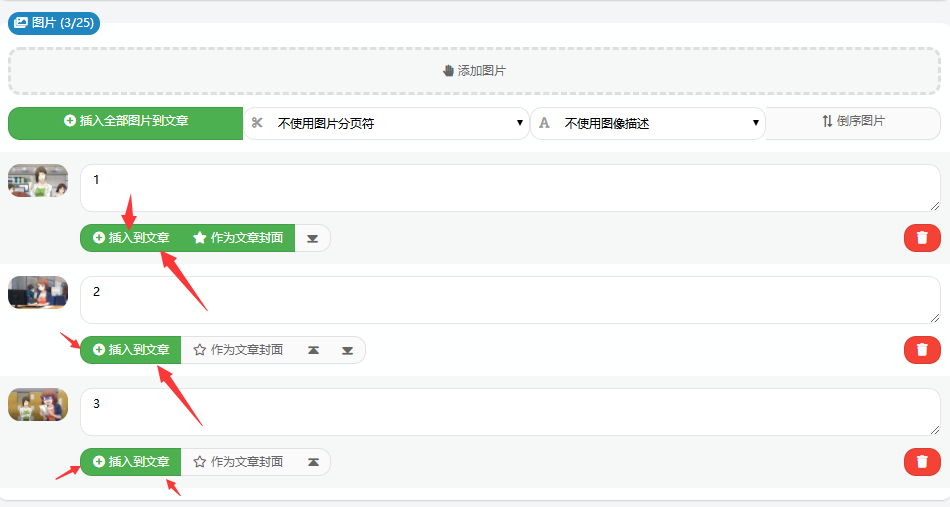 图片 (3/25)
添加图片
插入全部图片到文章 不使用图片分页符 不使用图像描述 倒序图片
1
插入到文章 作为文章封面
2
插入到文章 作为文章封面
3
插入到文章 作为文章封面